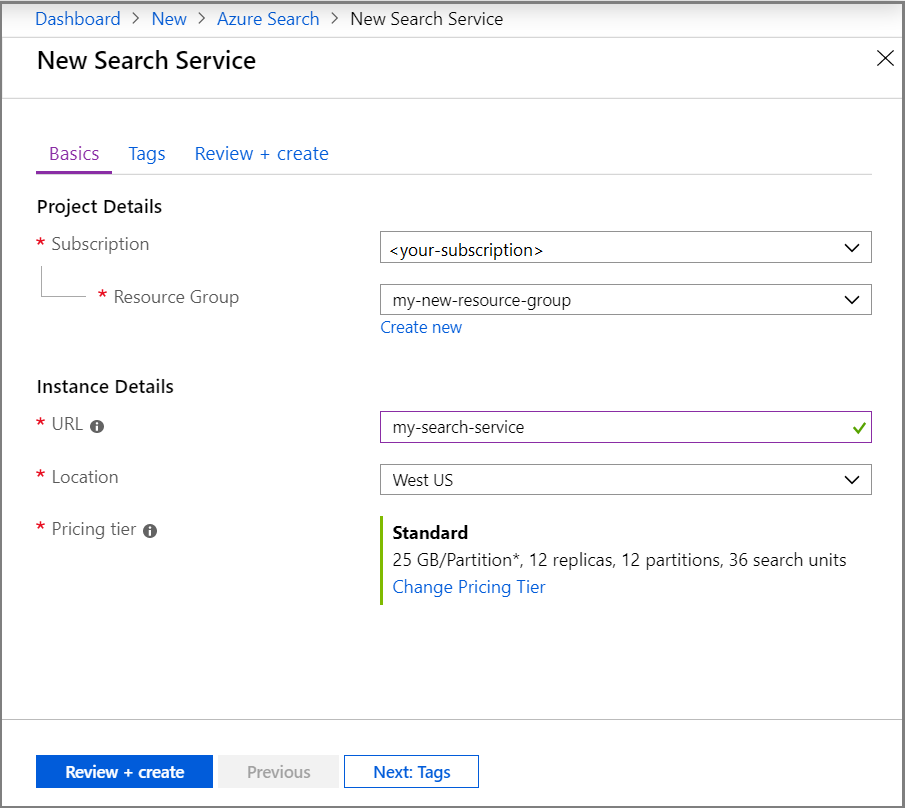 Dashboard > New > Azure Search > New Search Service
New Search Service
Basics Tags Review + create
Project Details
* Subscription <your-subscription>
* Resource Group my-new-resource-group
Create new
Instance Details
* URL my-search-service
* Location West US
* Pricing tier Standard
25 GB/Partition*, 12 replicas, 12 partitions, 36 search units
Change Pricing Tier
Review + create Previous Next: Tags